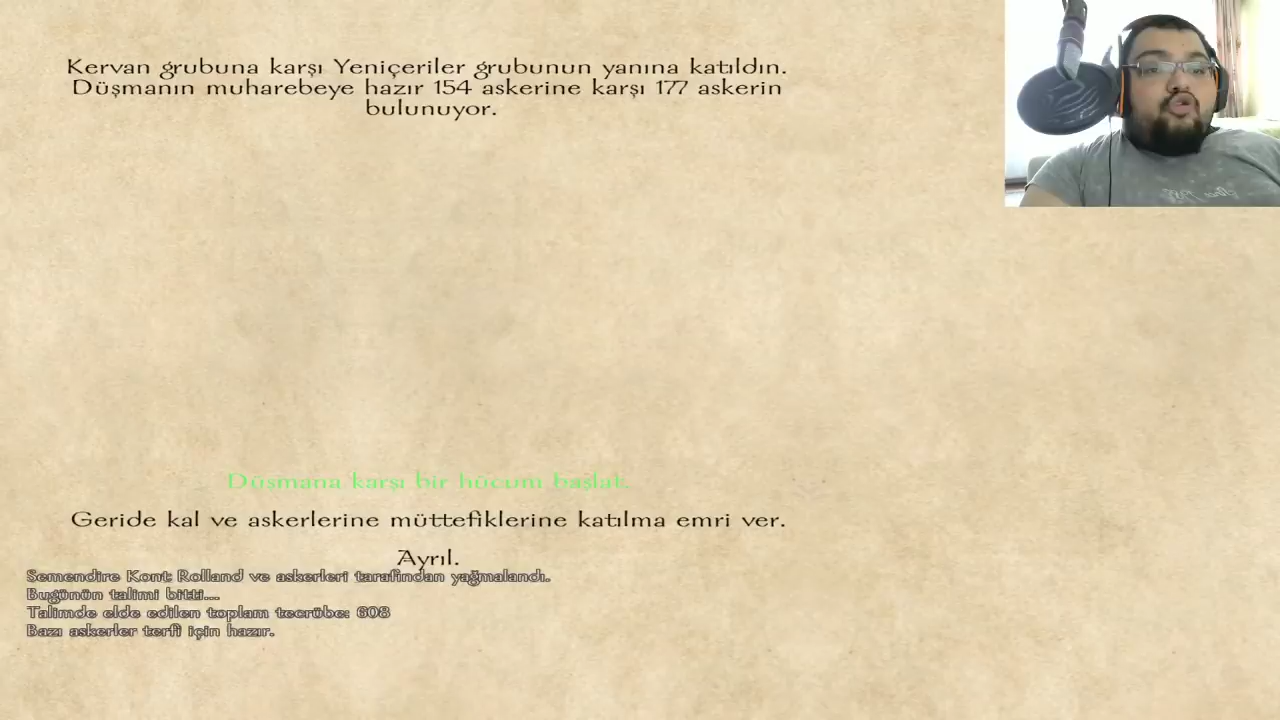 Kervan grubuna karşı Yeniçeriler grubunun yanına katıldın.
Düşmanın muharebeye hazır 154 askerine karşı 177 askerin
bulunuyor.
Düşmana karşı bir hücum başlat.
Geride kal ve askerlerine müttefiklerine katılma emri ver.
Ayrıl.
Semendire Kont Rolland ve askerleri tarafından yağmalandı.
Bugünün talimi bitti...
Talimde elde edilen toplam tecrübe: 608
Bazı askerler terfi için hazır.